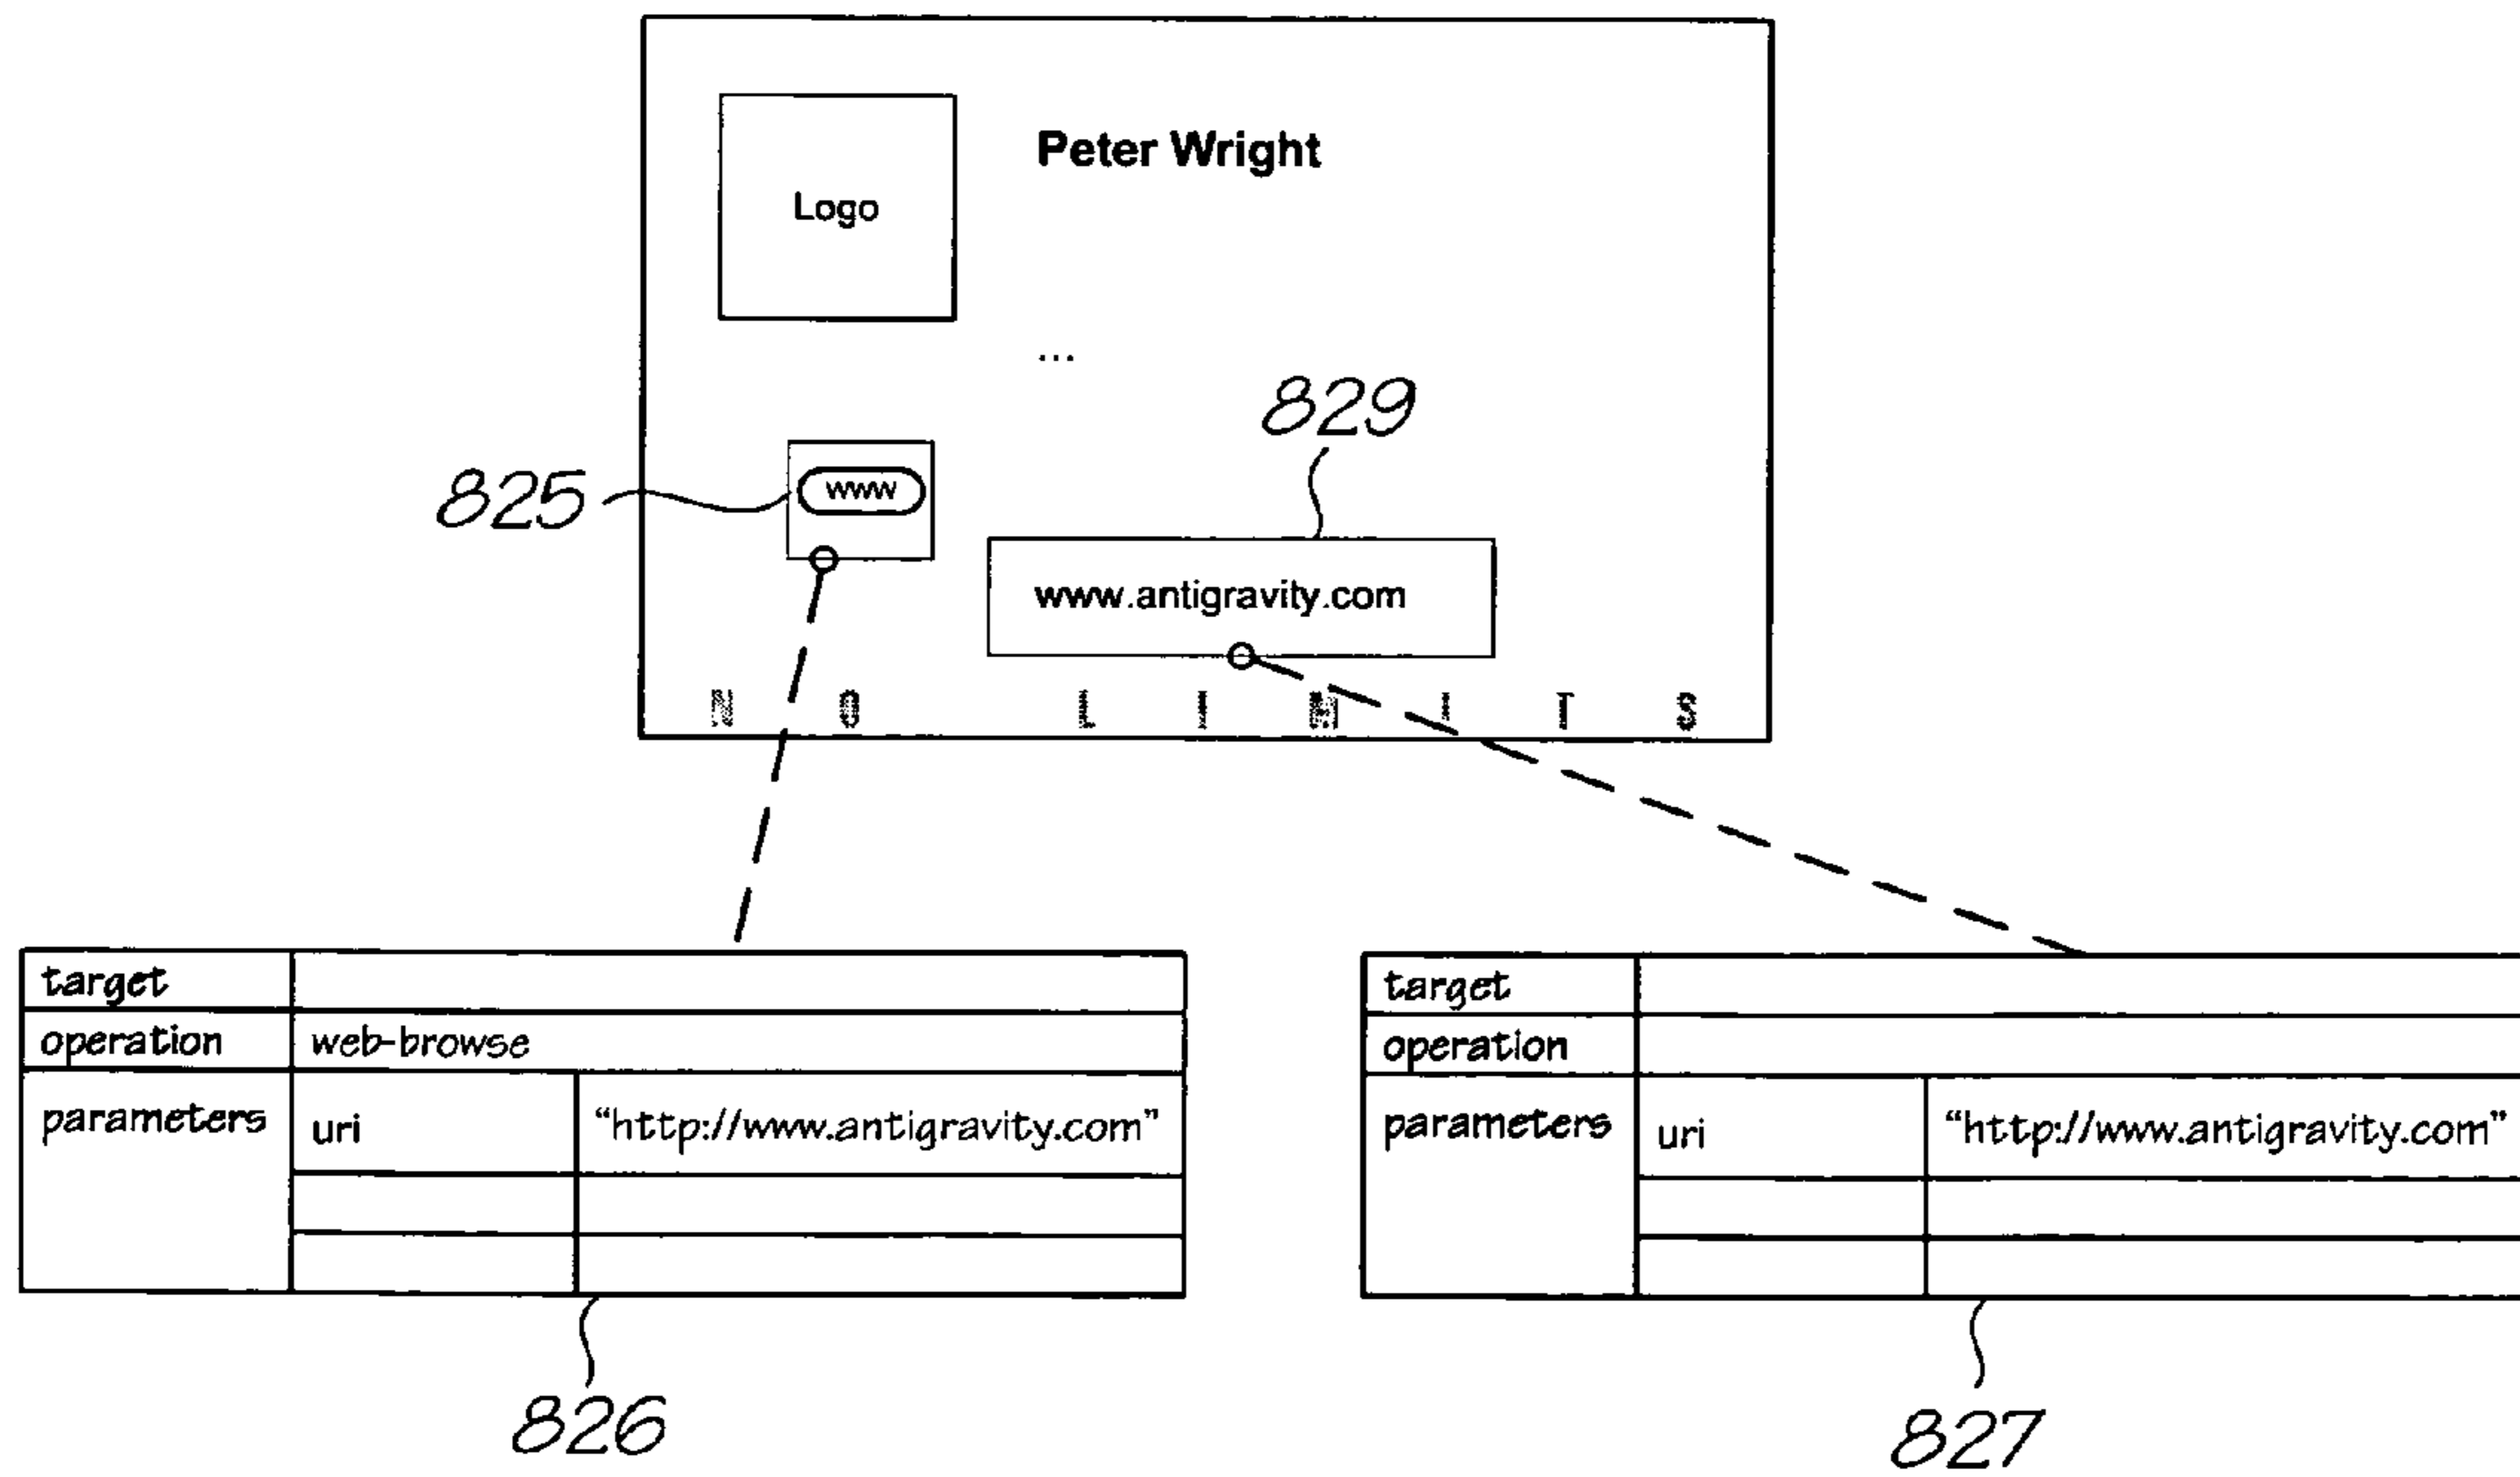 Peter Wright
Logo
...
829
825
www
www.antigravity.com
N O L I M I T S
target
operation web-browse
parameters uri "http://www.antigravity.com"
826
target
operation
parameters uri "http://www.antigravity.com"
827